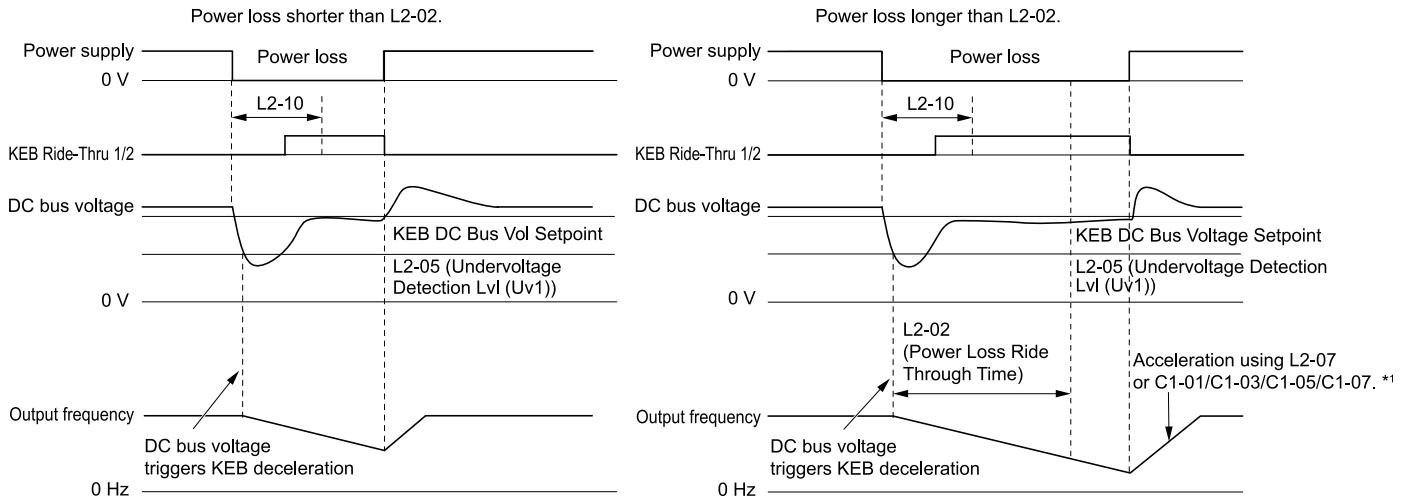 Power loss shorter than L2-02.
Power supply
Power loss
0 V
L2-10
KEB Ride-Thru 1/2
DC bus voltage
KEB DC Bus Vol Setpoint
L2-05 (Undervoltage
Detection Lvl (Uv1))
0 V
Output frequency
DC bus voltage
triggers KEB deceleration
0 Hz
Power loss longer than L2-02.
Power supply
Power loss
0 V
L2-10
KEB Ride-Thru 1/2
DC bus voltage
KEB DC Bus Voltage Setpoint
L2-05 (Undervoltage Detection
Lvl (Uv1))
0 V
L2-02
(Power Loss Ride
Through Time)
Acceleration using L2-07
or C1-01/C1-03/C1-05/C1-07. *1
Output frequency
DC bus voltage
triggers KEB deceleration
0 Hz